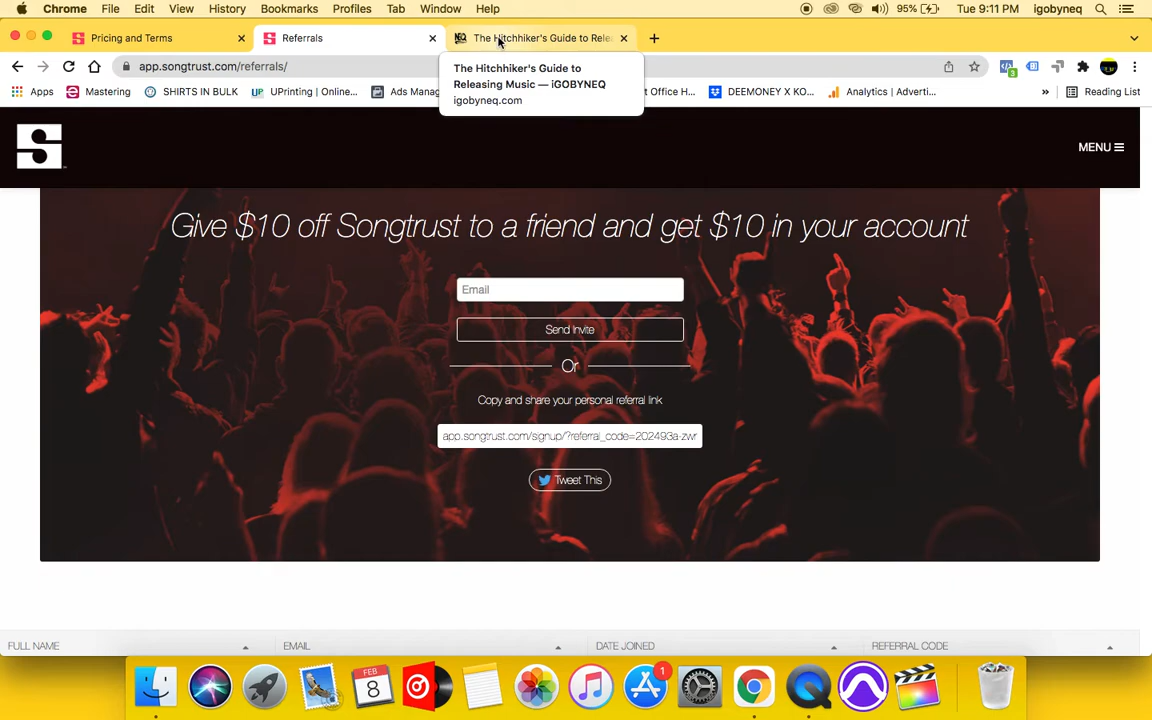 Chrome File Edit View History Bookmarks Profiles Tab Window Help 95% Tue 9:11 PM igobyneq
Pricing and Terms Referrals The Hitchhiker's Guide to Rele
app.songtrust.com/referrals/
The Hitchhiker's Guide to
Releasing Music — iGOBYNEQ
igobyneq.com
3
Apps Mastering SHIRTS IN BULK UPrinting | Online... Ads Manag Office H... DEEMONEY X KO... Analytics | Adverti... » Reading List
S MENU
Give $10 off Songtrust to a friend and get $10 in your account
Email
Send Invite
Or
Copy and share your personal referral link
app.songtrust.com/signup/?referral_code=202493a-zwr
Tweet This
FULL NAME EMAIL DATE JOINED REFERRAL CODE
FEB
8
1